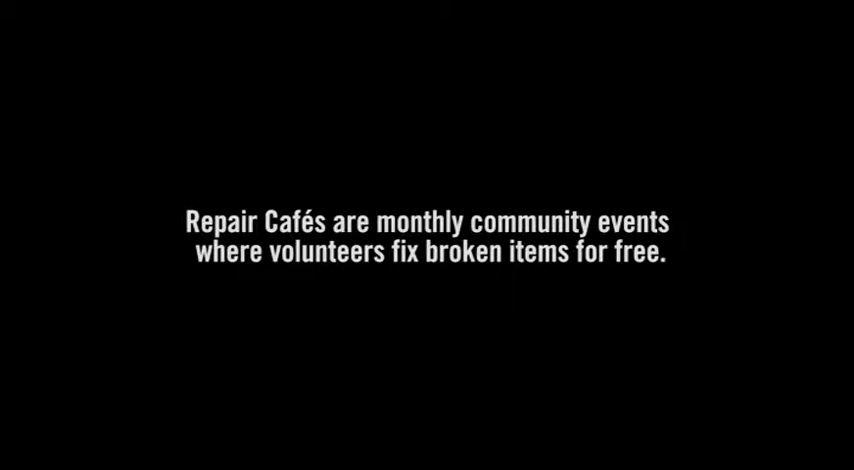 Repair Cafés are monthly community events
where volunteers fix broken items for free.